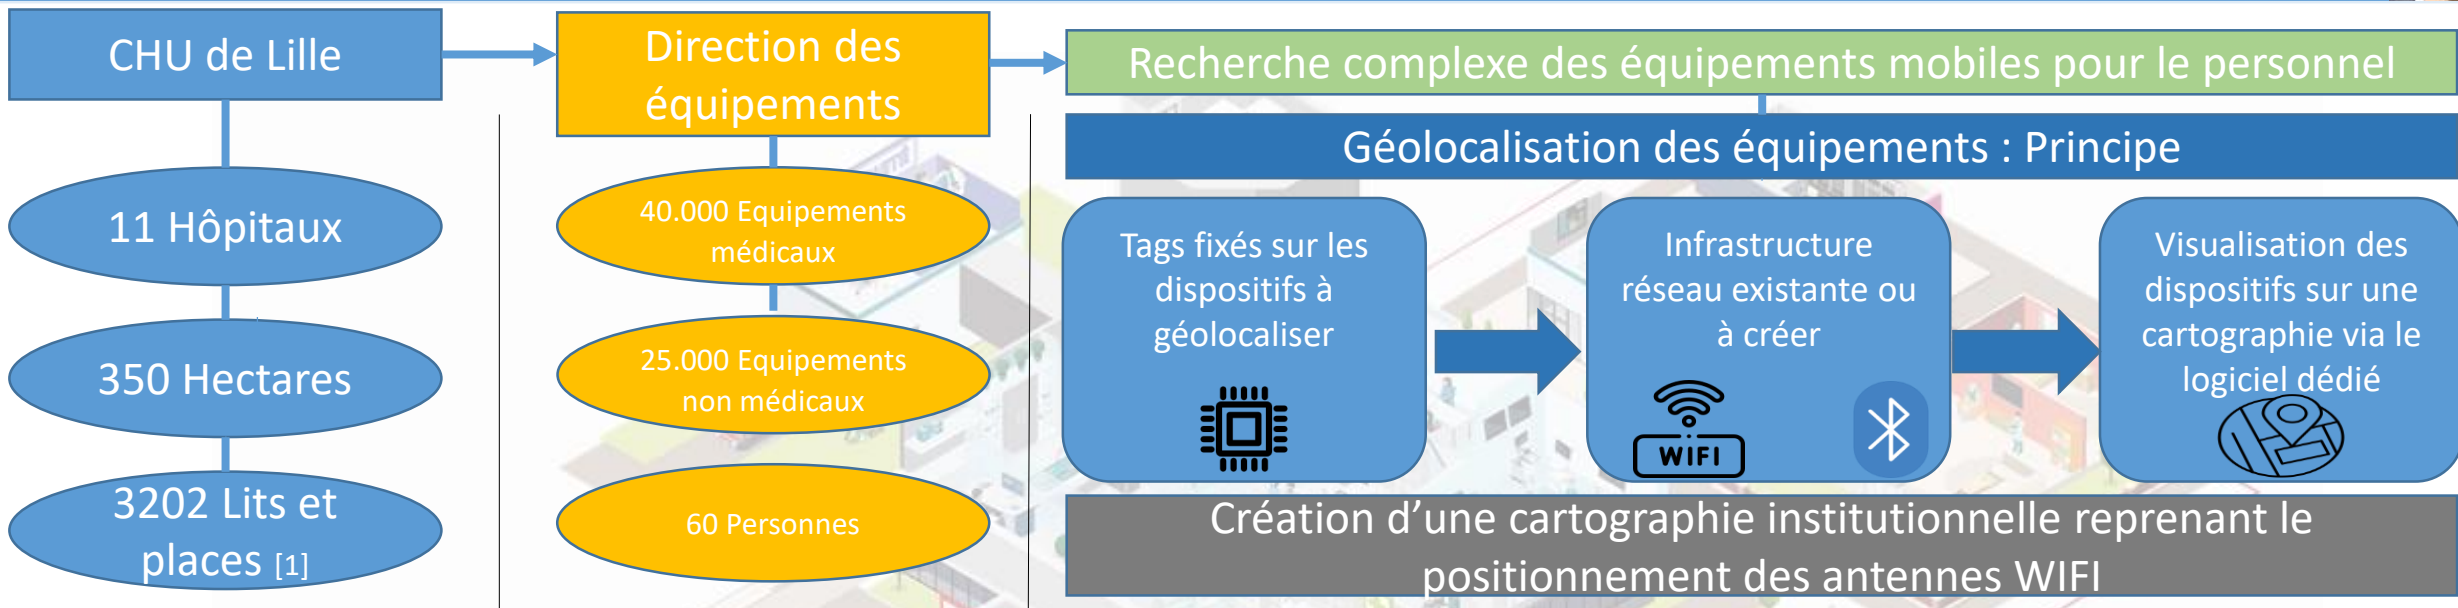 CHU de Lille
11 Hôpitaux
350 Hectares
3202 Lits et
places [1]
Direction des
équipements
40.000 Equipements
médicaux
25.000 Equipements
non médicaux
60 Personnes
Recherche complexe des équipements mobiles pour le personnel
Géolocalisation des équipements : Principe
Tags fixés sur les
dispositifs à
géolocaliser
Infrastructure
réseau existante ou
à créer
WIFI
Visualisation des
dispositifs sur une
cartographie via le
logiciel dédié
Création d’une cartographie institutionnelle reprenant le
positionnement des antennes WIFI